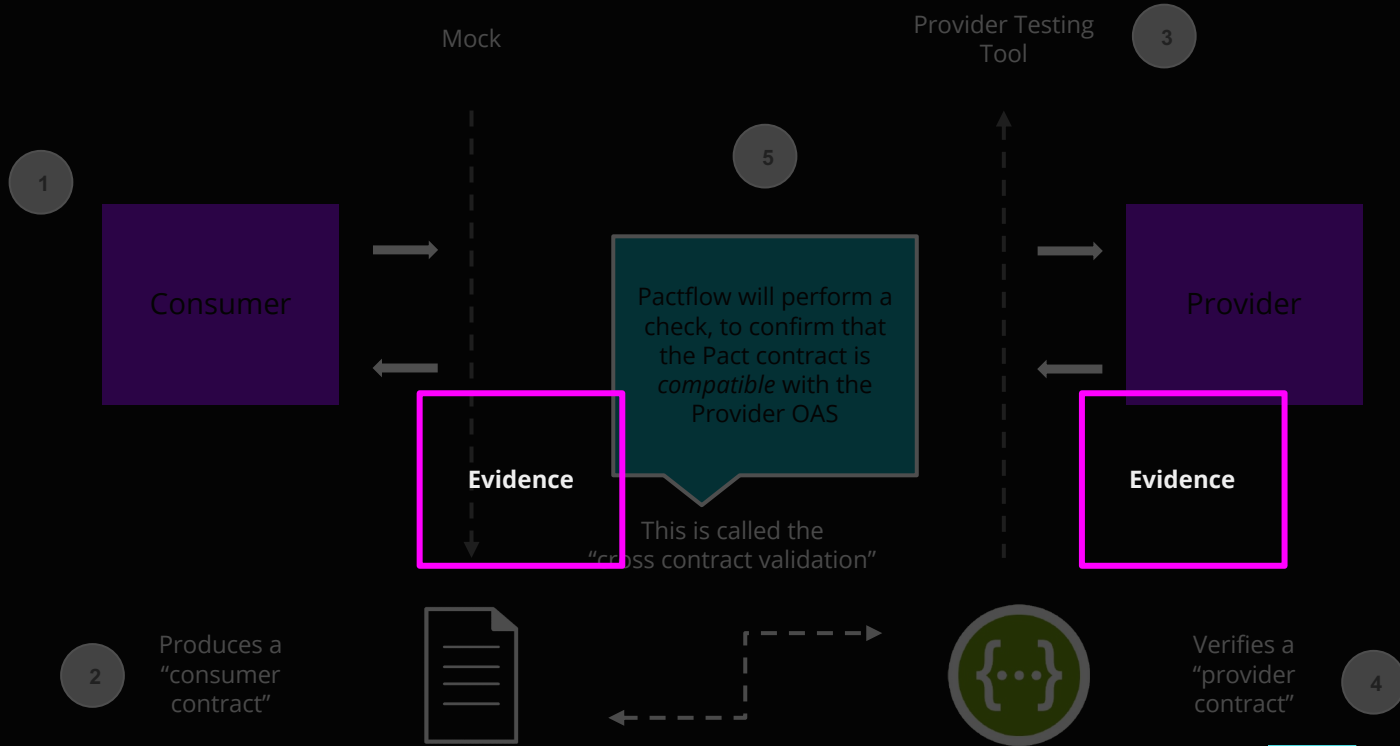 Mock
Provider Testing
Tool
3
5
1
Consumer
Pactflow will perform a
check, to confirm that
the Pact contract is
compatible with the
Provider OAS
Provider
Evidence
Evidence
This is called the
“cross contract validation”
2
Produces a
“consumer
contract”
{...}
Verifies a
“provider
contract”
4